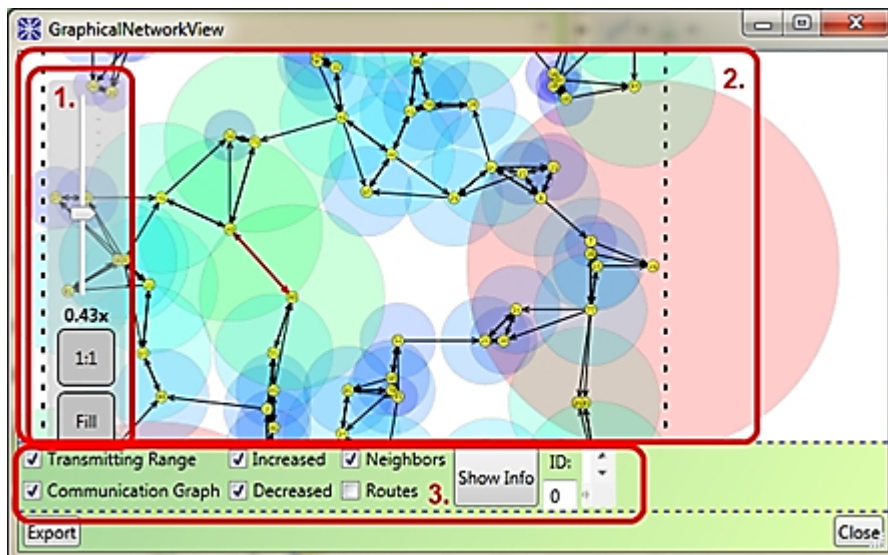 GraphicalNetworkView
1.
2.
0.43x
1:1
Fill
Transmitting Range
Increased
Neighbors
Show Info
ID:
Communication Graph
Decreased
Routes
3.
0
Export
Close